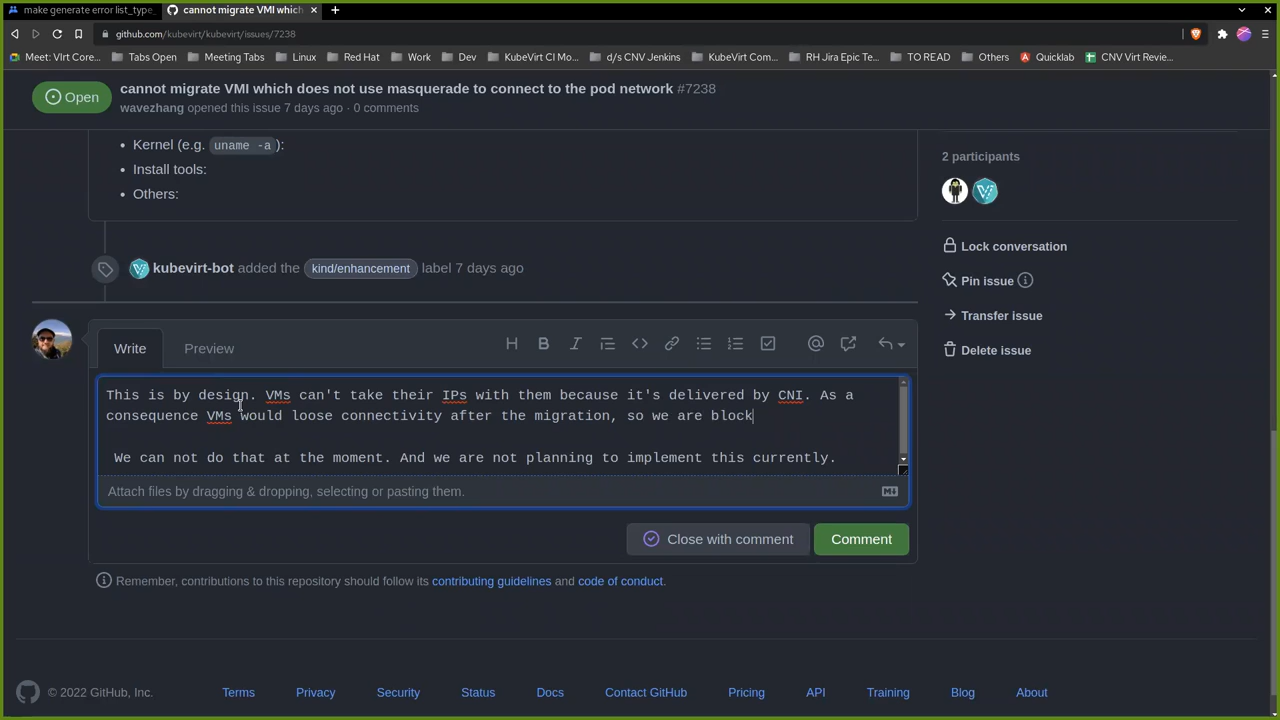 make generate error list_type_
cannot migrate VMI which
github.com/kubevirt/kubevirt/issues/7238
Meet: VIrt Core...
Tabs Open
Meeting Tabs
Linux
Red Hat
Work
Dev
KubeVirt CI Mo...
d/s CNV Jenkins
KubeVirt Com...
RH Jira Epic Te...
TO READ
Others
Quicklab
CNV Virt Revie...
Open
cannot migrate VMI which does not use masquerade to connect to the pod network #7238
wavezhang opened this issue 7 days ago · 0 comments
• Kernel (e.g. uname -a):
• Install tools:
• Others:
2 participants
Lock conversation
Pin issue
Transfer issue
Delete issue
kubevirt-bot added the kind/enhancement label 7 days ago
Write
Preview
This is by design. VMs can't take their IPs with them because it's delivered by CNI. As a
consequence VMs would loose connectivity after the migration, so we are block
We can not do that at the moment. And we are not planning to implement this currently.
Attach files by dragging & dropping, selecting or pasting them.
Close with comment
Comment
Remember, contributions to this repository should follow its contributing guidelines and code of conduct.
© 2022 GitHub, Inc.
Terms
Privacy
Security
Status
Docs
Contact GitHub
Pricing
API
Training
Blog
About